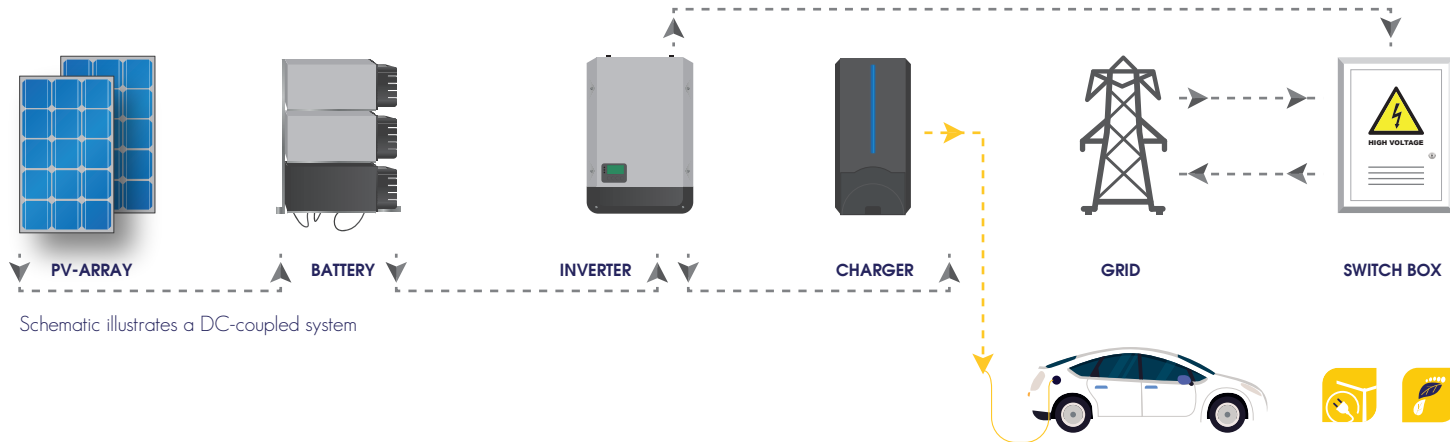 HIGH VOLTAGE
PV-ARRAY
BATTERY
INVERTER
CHARGER
GRID
SWITCH BOX
Schematic illustrates a DC-coupled system